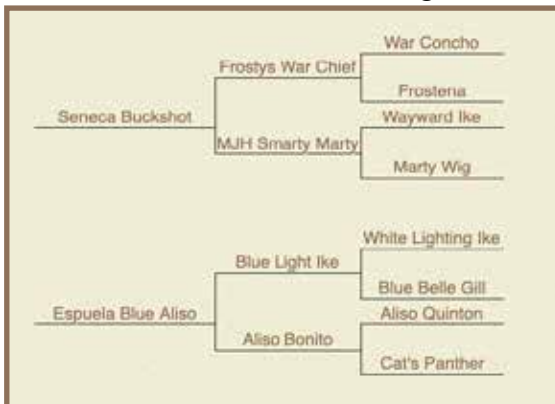 War Concho
Frostys War Chief
Frosteria
Seneca Buckshot
Wayward Ike
MJH Smarty Marty
Marty Wig
White Lighting Ike
Blue Light Ike
Blue Belle Gill
Espuela Blue Aliso
Aliso Quinton
Aliso Bonito
Cat's Panther